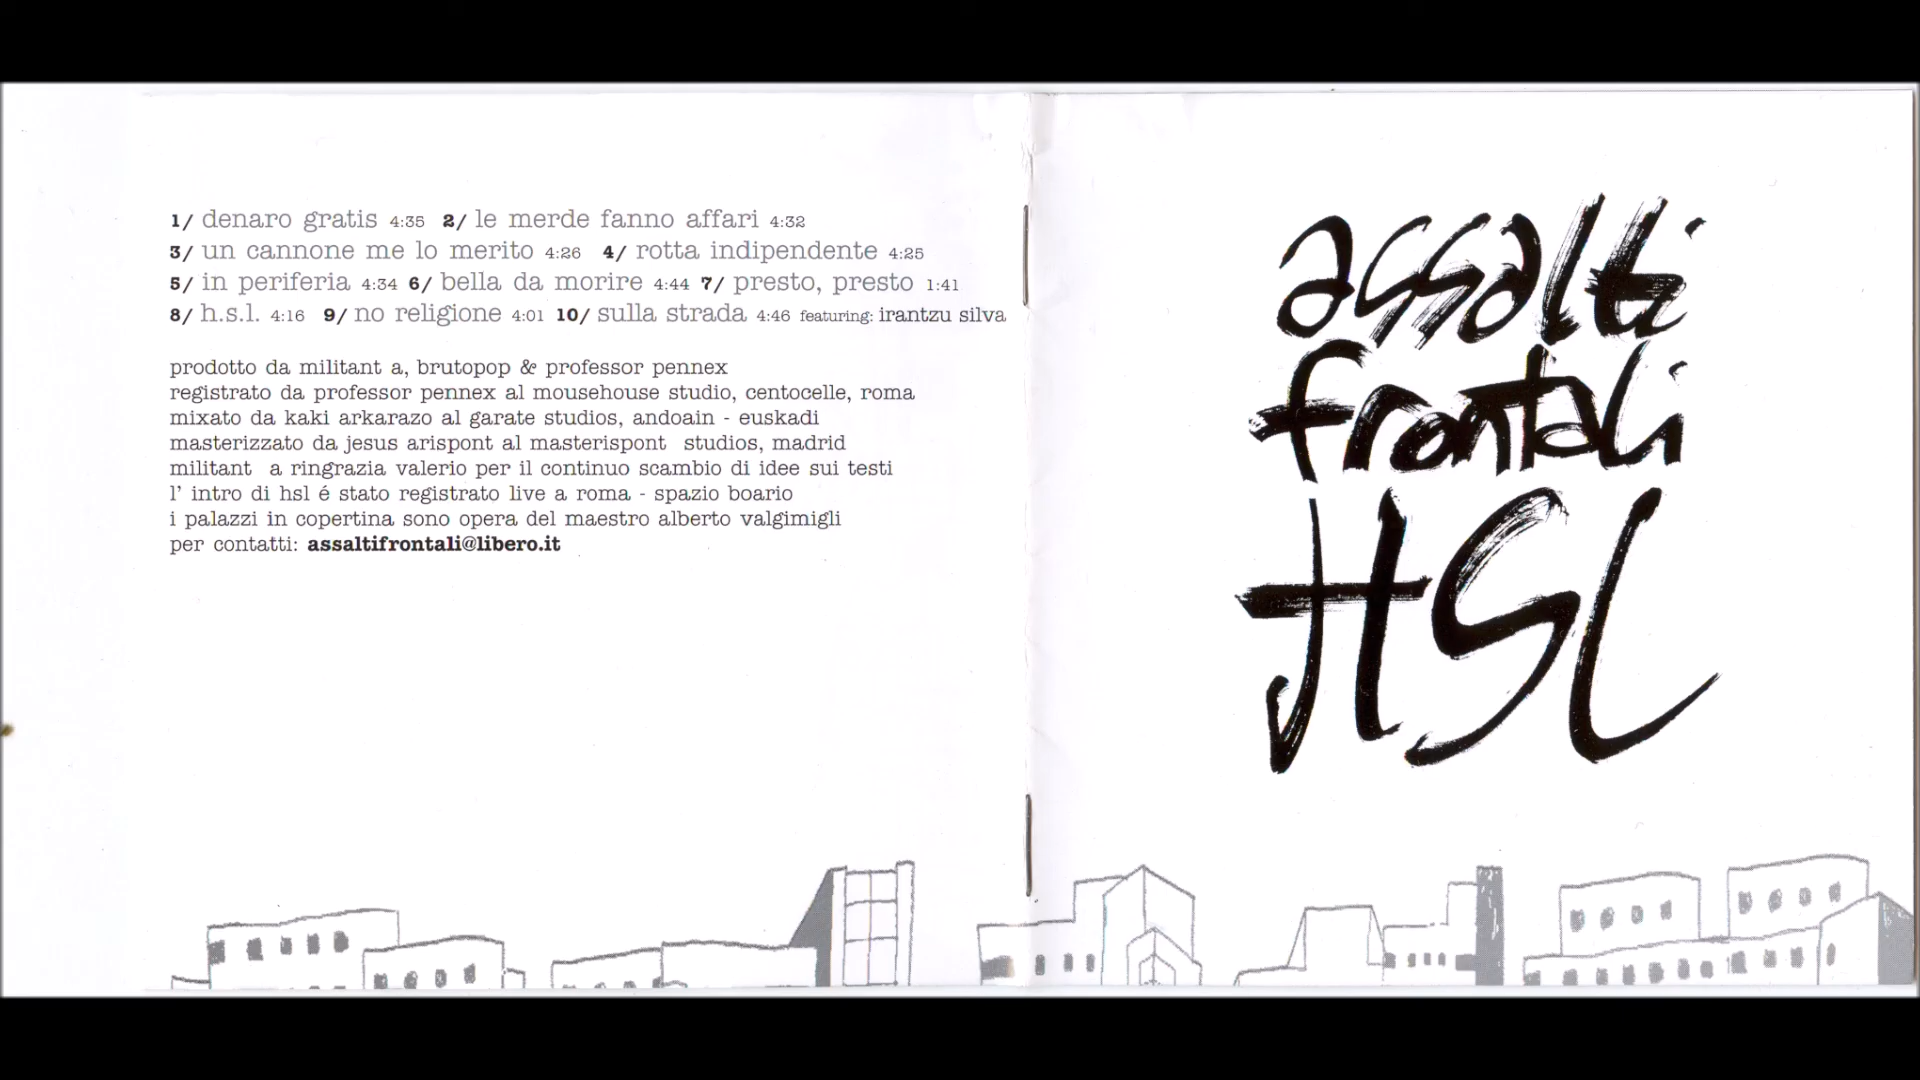 1/ denaro gratis 4:35 2/ le merde fanno affari 4:32
3/ un cannone me lo merito 4:26 4/ rotta indipendente 4:25
5/ in periferia 4:34 6/ bella da morire 4:44 7/ presto, presto 1:41
8/ h.s.l. 4:16 9/ no religione 4:01 10/ sulla strada 4:46 featuring: irantzu silva
prodotto da militant a, brutopop & professor pennex
registrato da professor pennex al mousehouse studio, centocelle, roma
mixato da kaki arkarazo al garate studios, andoain - euskadi
masterizzato da jesus arispont al masterispont studios, madrid
militant a ringrazia valerio per il continuo scambio di idee sui testi
l' intro di hsl é stato registrato live a roma - spazio boario
i palazzi in copertina sono opera del maestro alberto valgimigli
per contatti: assaltifrontali@libero.it
assalti
frontali
HSL